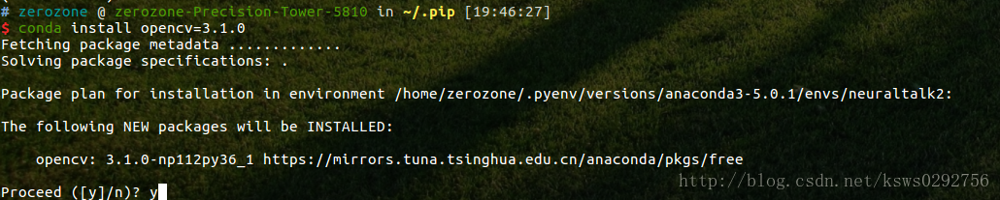 # zerozone @ zerozone-Precision-Tower-5810 in ~/.pip [19:46:27]
$ conda install opencv=3.1.0
Fetching package metadata .............
Solving package specifications: .
Package plan for installation in environment /home/zerozone/.pyenv/versions/anaconda3-5.0.1/envs/neuraltalk2:
The following NEW packages will be INSTALLED:
opencv: 3.1.0-np112py36_1 https://mirrors.tuna.tsinghua.edu.cn/anaconda/pkgs/free
Proceed ([y]/n)? y
http://blog.csdn.net/ksws0292756